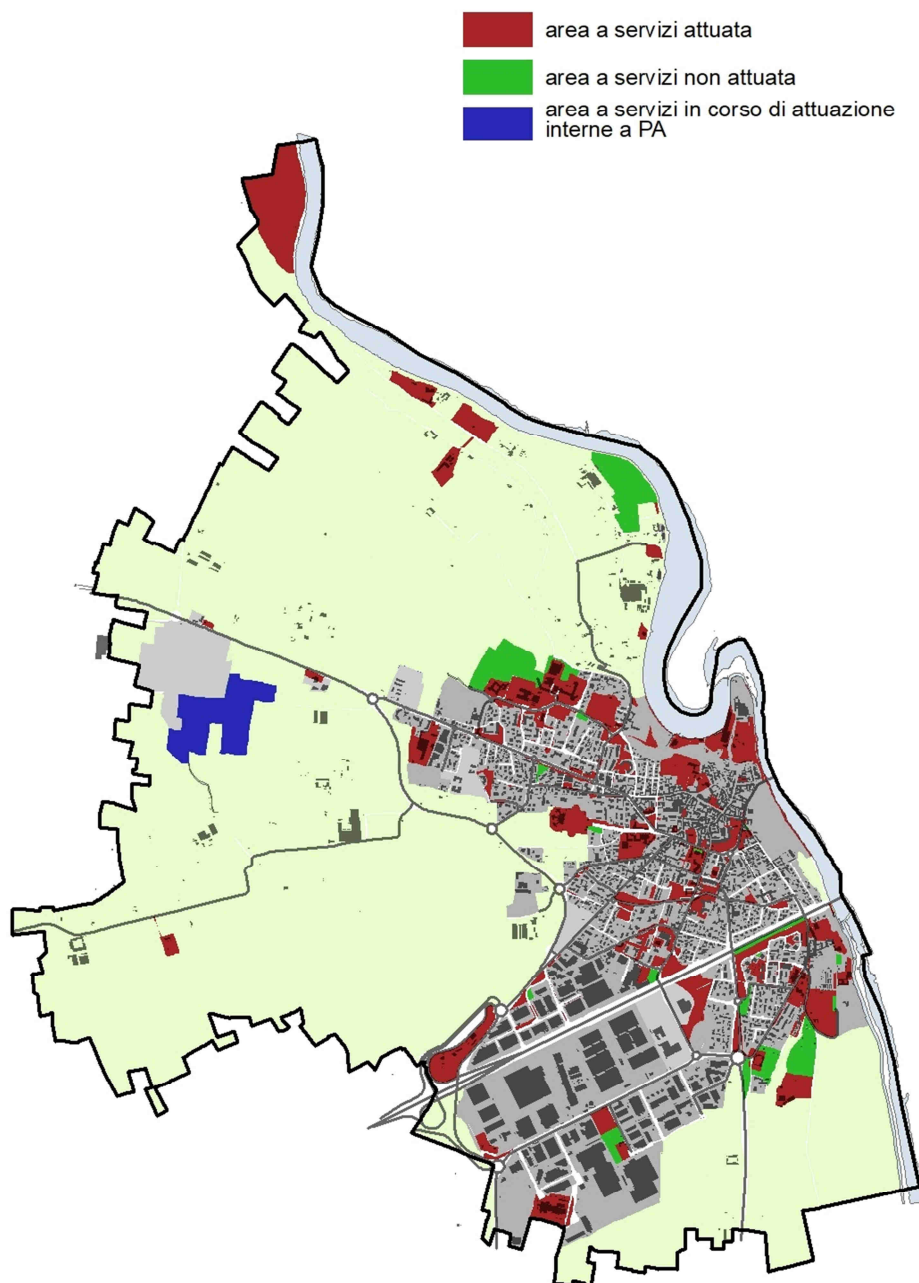 area a servizi attuata
area a servizi non attuata
area a servizi in corso di attuazione
interne a PA